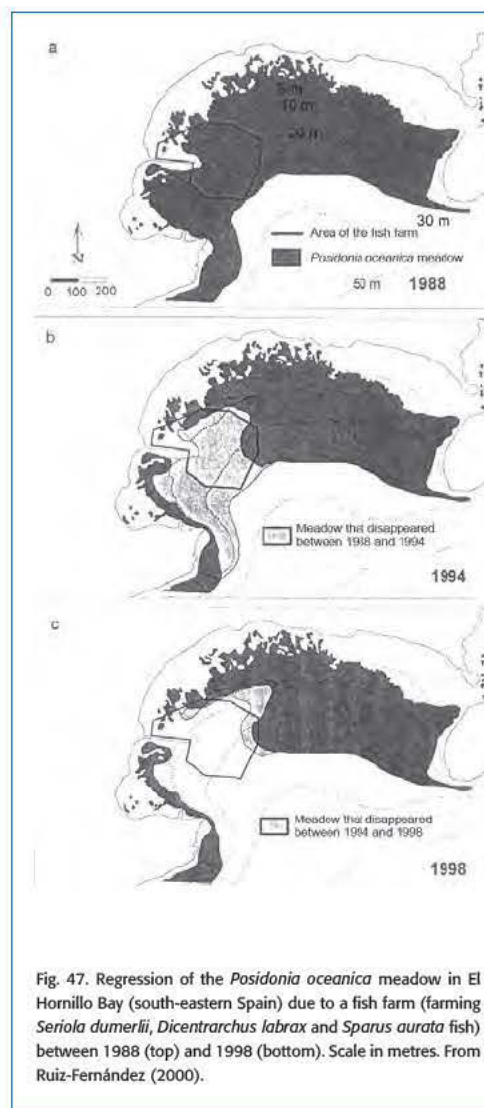 a
10 m
30 m
Area of the fish farm
Posidonia oceanica meadow
0 100 200
50 m 1988
b
Meadow that disappeared
between 1988 and 1994
1994
c
Meadow that disappeared
between 1994 and 1998
1998
Fig. 47. Regression of the Posidonia oceanica meadow in El
Hornillo Bay (south-eastern Spain) due to a fish farm (farming
Seriola dumerlii, Dicentrarchus labrax and Sparus aurata fish)
between 1988 (top) and 1998 (bottom). Scale in metres. From
Ruiz-Fernández (2000).